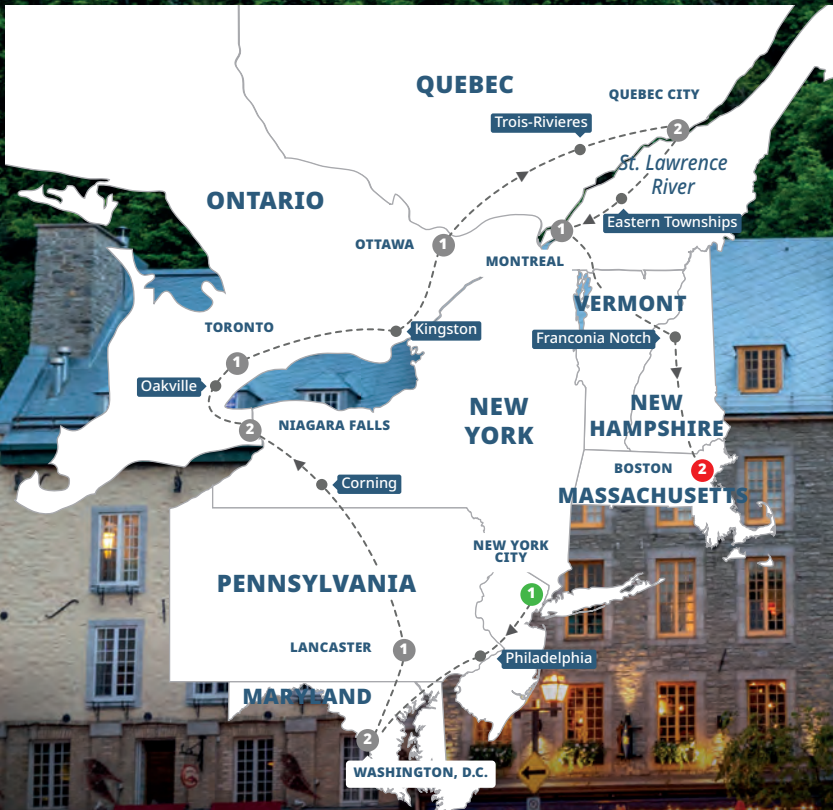 QUEBEC
QUEBEC CITY
Trois-Rivieres
2
St. Lawrence
River
ONTARIO
Eastern Townships
1
OTTAWA
1
MONTREAL
VERMONT
TORONTO
Kingston
Franconia Notch
1
Oakville
NEW
YORK
NEW
HAMPSHIRE
NIAGARA FALLS
2
BOSTON
2
Corning
MASSACHUSETTS
NEW YORK
CITY
PENNSYLVANIA
1
LANCASTER
1
Philadelphia
MARYLAND
2
WASHINGTON, D.C.